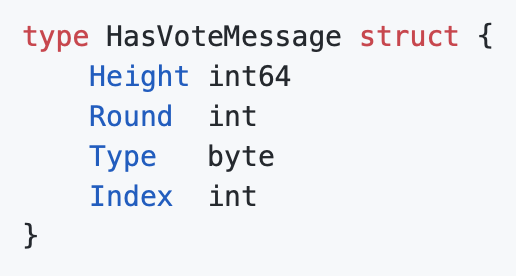 type HasVoteMessage struct {
    Height int64
    Round  int
    Type   byte
    Index  int
}